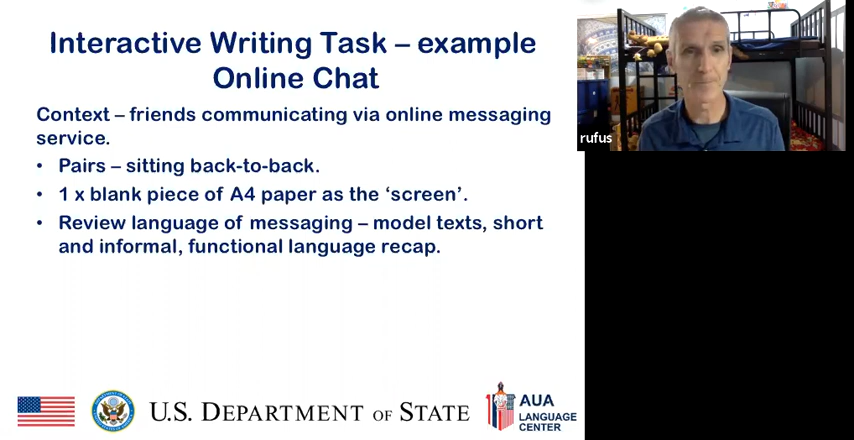 Interactive Writing Task – example
Online Chat
Context – friends communicating via online messaging
service.
• Pairs – sitting back-to-back.
• 1 x blank piece of A4 paper as the ‘screen’.
• Review language of messaging – model texts, short
and informal, functional language recap.
rufus
U.S. DEPARTMENT OF STATE
AUA
LANGUAGE
CENTER